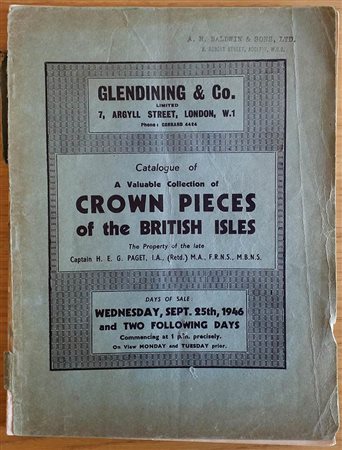 A. H. BALDWIN & SONS, LTD.
GLENDINING & Co.
LIMITED
7, ARGYLL STREET, LONDON, W.1
Phone: GERRARD 6424
Catalogue of
A Valuable Collection of
CROWN PIECES
of the BRITISH ISLES
The Property of the late
Captain H. E. G. PAGET, I.A., (Retd.) M.A., F.R.N.S., M.B.N.S.
DAYS OF SALE:
WEDNESDAY, SEPT. 25th, 1946
and TWO FOLLOWING DAYS
Commencing at 1 p.m. precisely.
On View MONDAY and TUESDAY prior.